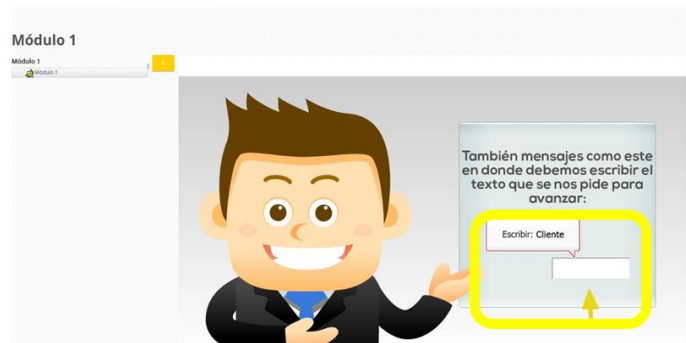 Módulo 1
Módulo 1
Módulo 1
También mensajes como este
en donde debemos escribir el
texto que se nos pide para
avanzar:
Escribir: Cliente